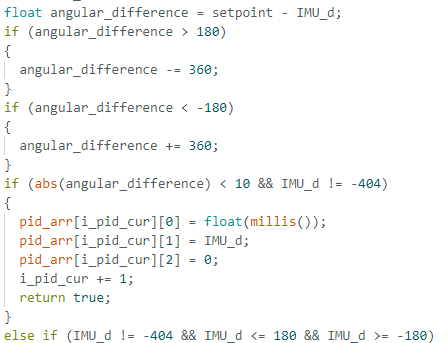 float angular_difference = setpoint - IMU_d;
if (angular_difference > 180)
{
  angular_difference -= 360;
}
if (angular_difference < -180)
{
  angular_difference += 360;
}
if (abs(angular_difference) < 10 && IMU_d != -404)
{
  pid_arr[i_pid_cur][0] = float(millis());
  pid_arr[i_pid_cur][1] = IMU_d;
  pid_arr[i_pid_cur][2] = 0;
  i_pid_cur += 1;
  return true;
}
else if (IMU_d != -404 && IMU_d <= 180 && IMU_d >= -180)